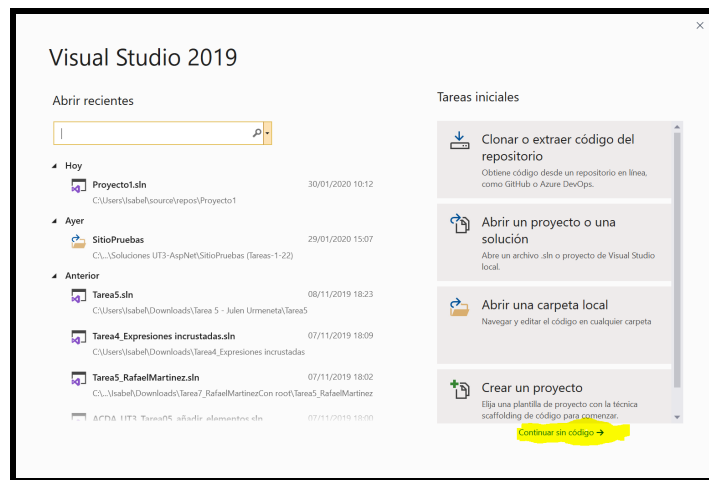 Visual Studio 2019
Abrir recientes
Hoy
Proyecto1.sln 30/01/2020 10:12
C:\Users\Isabel\source\repos\Proyecto1
Ayer
SitioPruebas 29/01/2020 15:07
C:\...\Soluciones UT3-AspNet\SitioPruebas (Tareas-1-22)
Anterior
Tarea5.sln 08/11/2019 18:23
C:\Users\Isabel\Downloads\Tarea 5 - Julen Urmeneta\Tarea5
Tarea4_Expresiones incrustadas.sln 07/11/2019 18:09
C:\Users\Isabel\Downloads\Tarea4_Expresiones incrustadas
Tarea5_RafaelMartinez.sln 07/11/2019 18:02
C:\...\Isabel\Downloads\Tarea7_RafaelMartinezCon root\Tarea5_RafaelMartinez
ACDA_UT3_Tarea05_añadir_elementos.sln 07/11/2019 18:00
Tareas iniciales
Clonar o extraer código del
repositorio
Obtiene código desde un repositorio en línea,
como GitHub o Azure DevOps.
Abrir un proyecto o una
solución
Abre un archivo .sln o proyecto de Visual Studio
local.
Abrir una carpeta local
Navegar y editar el código en cualquier carpeta
Crear un proyecto
Elija una plantilla de proyecto con la técnica
scaffolding de código para comenzar.
Continuar sin código →